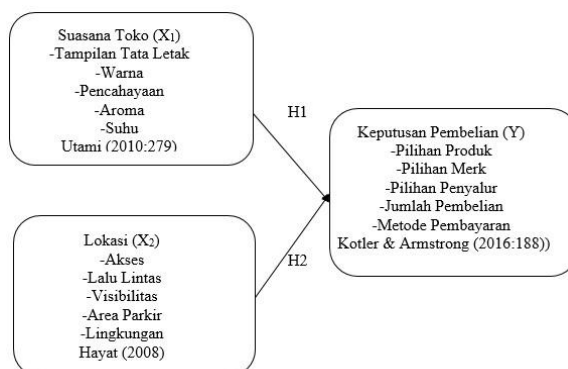 Suasana Toko (X₁)
-Tampilan Tata Letak
-Warna
-Pencahayaan
-Aroma
-Suhu
Utami (2010:279)
H1
Keputusan Pembelian (Y)
-Pilihan Produk
-Pilihan Merk
-Pilihan Penyalur
-Jumlah Pembelian
-Metode Pembayaran
Kotler & Armstrong (2016:188))
Lokasi (X₂)
-Akses
-Lalu Lintas
-Visibilitas
-Area Parkir
-Lingkungan
Hayat (2008)
H2